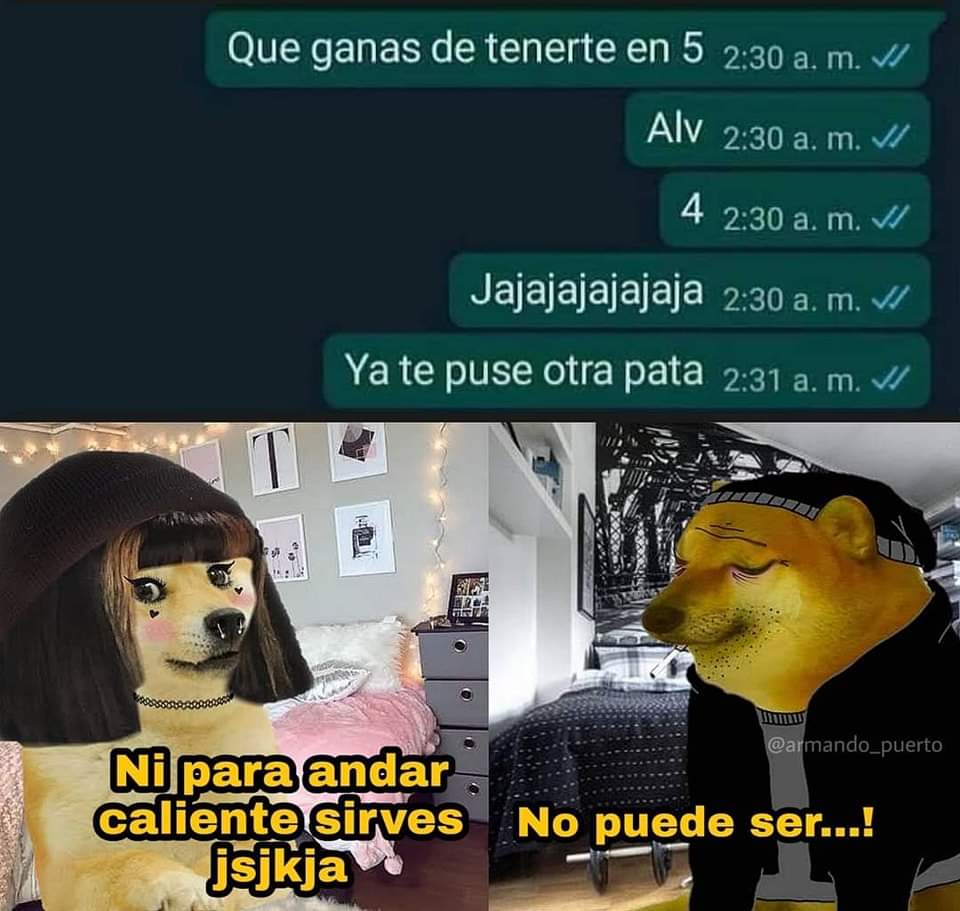 Que ganas de tenerte en 5 2:30 a. m.
Alv 2:30 a. m.
4 2:30 a. m.
Jajajajajajaja 2:30 a. m.
Ya te puse otra pata 2:31 a. m.
T
@armando_puerto
Ni para andar
caliente sirves
jsjkja
No puede ser...!